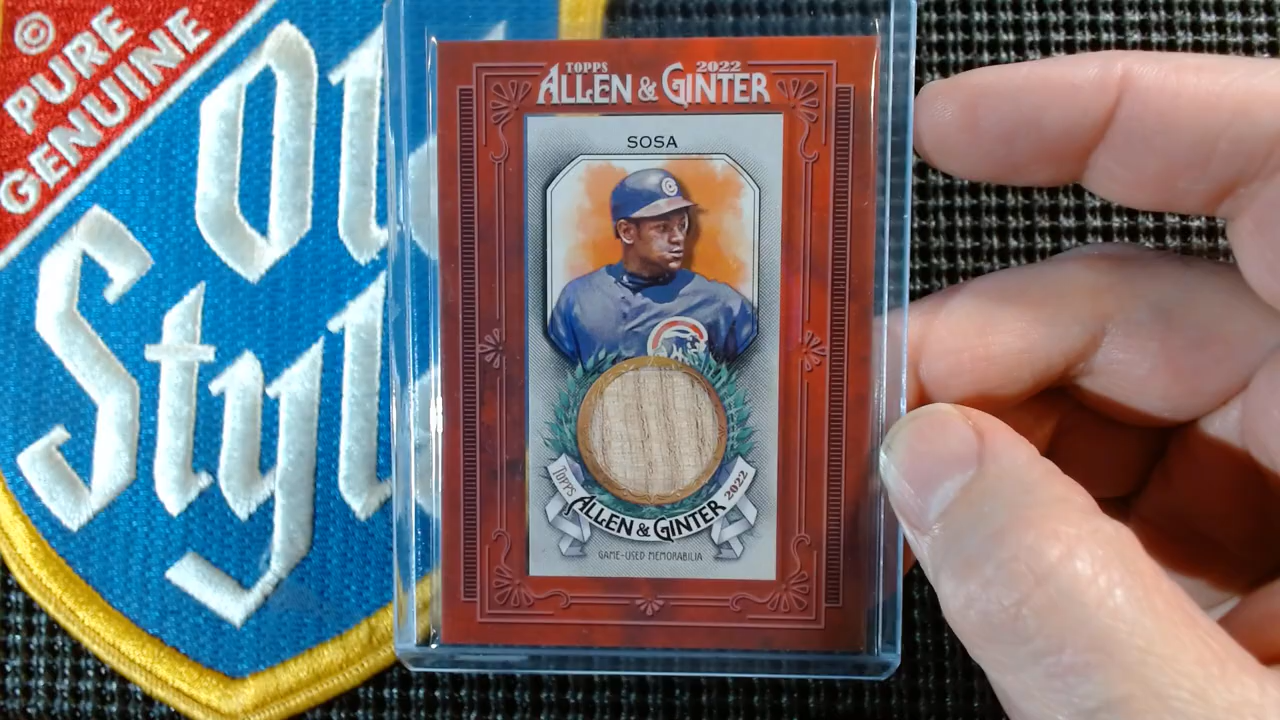 ©
PURE
GENUINE
Old
Style
TOPPS 2022
ALLEN & GINTER
SOSA
C
TOPPS
ALLEN & GINTER
2022
GAME-USED MEMORABILIA